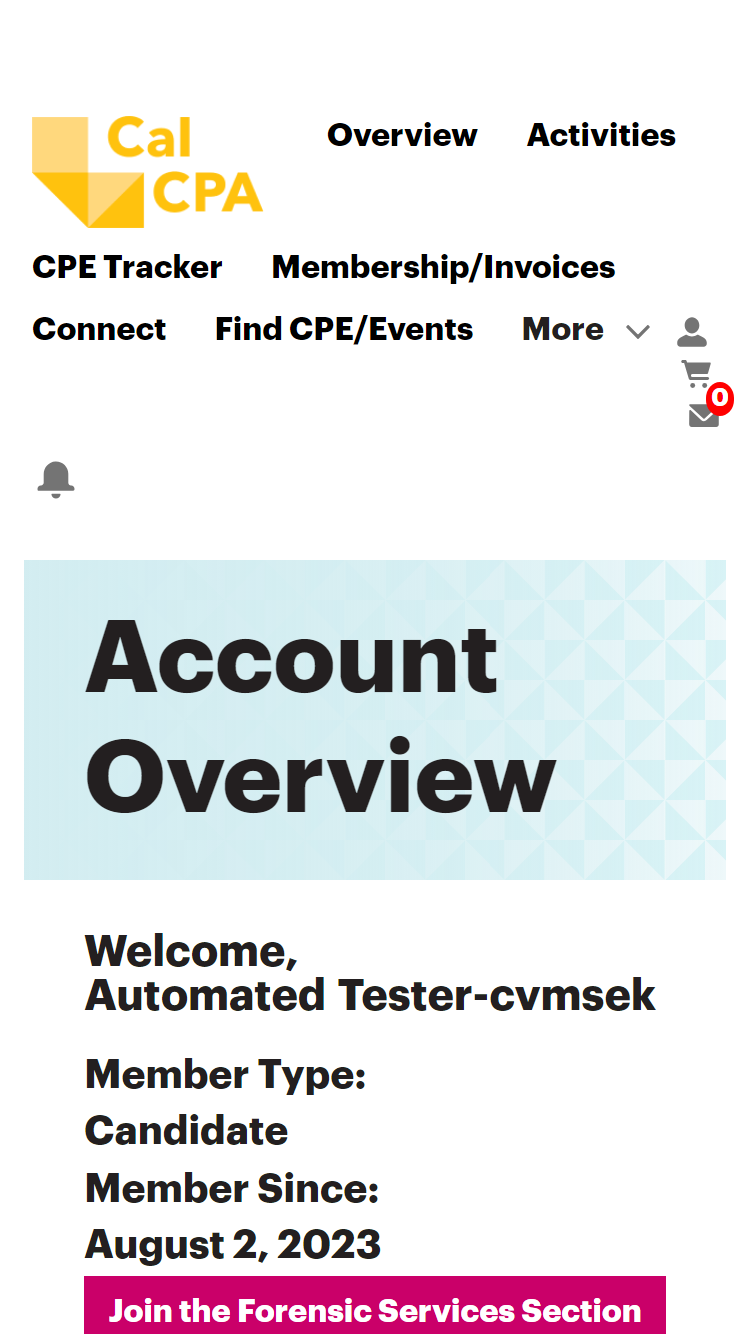 Cal
CPA
Overview Activities
CPE Tracker Membership/Invoices
Connect Find CPE/Events More
0
Account
Overview
Welcome,
Automated Tester-cvmsek
Member Type:
Candidate
Member Since:
August 2, 2023
Join the Forensic Services Section